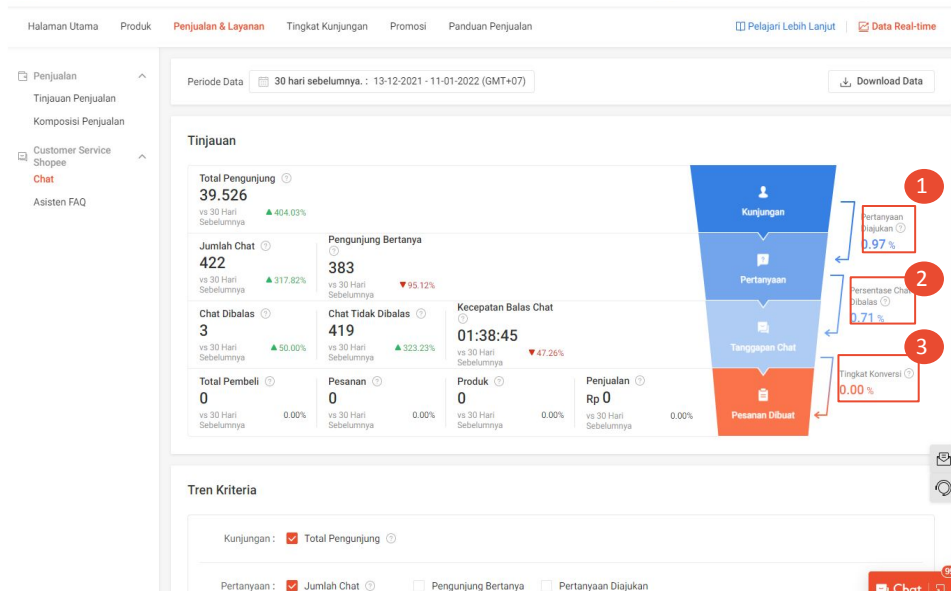 Halaman Utama Produk Penjualan & Layanan Tingkat Kunjungan Promosi Panduan Penjualan Pelajari Lebih Lanjut Data Real-time
Penjualan
Tinjauan Penjualan
Komposisi Penjualan
Customer Service
Shopee
Chat
Asisten FAQ
Periode Data 30 hari sebelumnya. : 13-12-2021 - 11-01-2022 (GMT+07) Download Data
Tinjauan
Total Pengunjung
39.526
vs 30 Hari
Sebelumnya
404.03%
Jumlah Chat
422
vs 30 Hari
Sebelumnya
317.82%
Pengunjung Bertanya
383
vs 30 Hari
Sebelumnya
95.12%
Chat Dibalas
3
vs 30 Hari
Sebelumnya
50.00%
Chat Tidak Dibalas
419
vs 30 Hari
Sebelumnya
323.23%
Kecepatan Balas Chat
01:38:45
vs 30 Hari
Sebelumnya
47.26%
Total Pembeli
0
vs 30 Hari
Sebelumnya
0.00%
Pesanan
0
vs 30 Hari
Sebelumnya
0.00%
Produk
0
vs 30 Hari
Sebelumnya
0.00%
Penjualan
Rp 0
vs 30 Hari
Sebelumnya
0.00%
Kunjungan
Pertanyaan
Tanggapan Chat
Pesanan Dibuat
1
Pertanyaan
Diajukan
0.97 %
2
Persentase Chat
Dibalas
0.71 %
3
Tingkat Konversi
0.00 %
Tren Kriteria
Kunjungan : Total Pengunjung
Pertanyaan : Jumlah Chat Pengunjung Bertanya Pertanyaan Diajukan
Chat